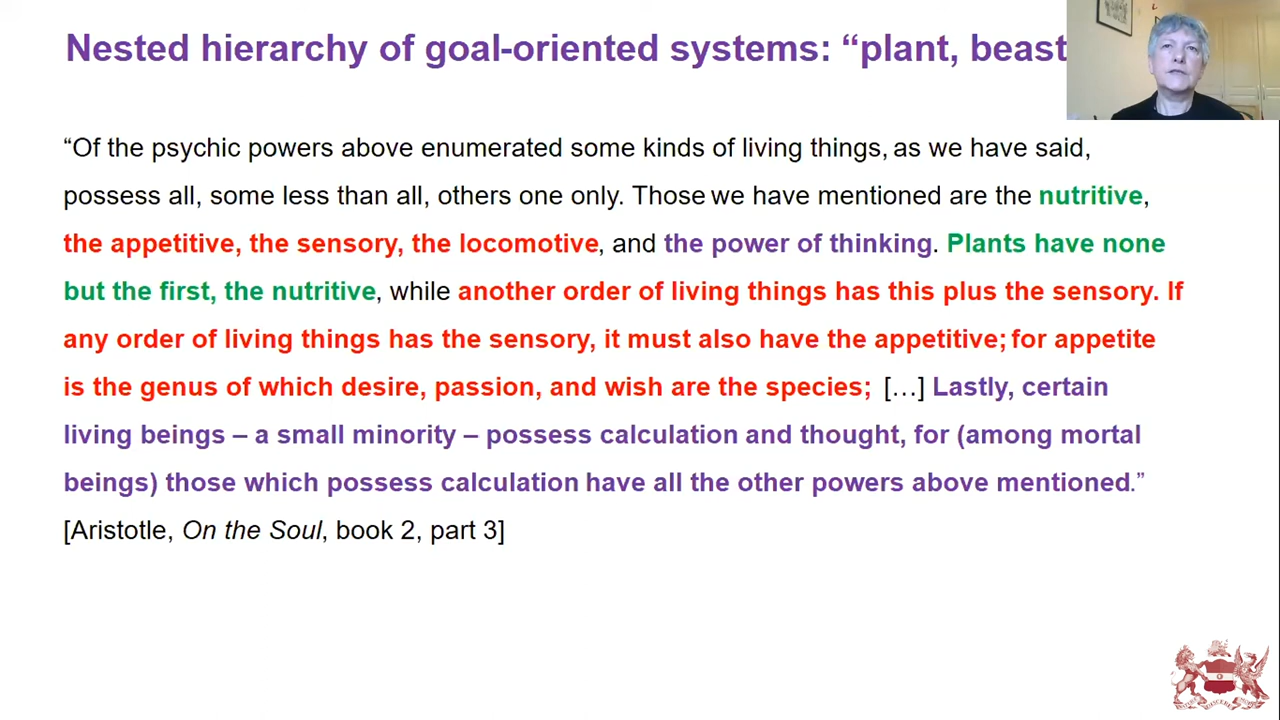 Nested hierarchy of goal-oriented systems: “plant, beast
“Of the psychic powers above enumerated some kinds of living things, as we have said,
possess all, some less than all, others one only. Those we have mentioned are the nutritive,
the appetitive, the sensory, the locomotive, and the power of thinking. Plants have none
but the first, the nutritive, while another order of living things has this plus the sensory. If
any order of living things has the sensory, it must also have the appetitive; for appetite
is the genus of which desire, passion, and wish are the species; […] Lastly, certain
living beings – a small minority – possess calculation and thought, for (among mortal
beings) those which possess calculation have all the other powers above mentioned.”
[Aristotle, On the Soul, book 2, part 3]